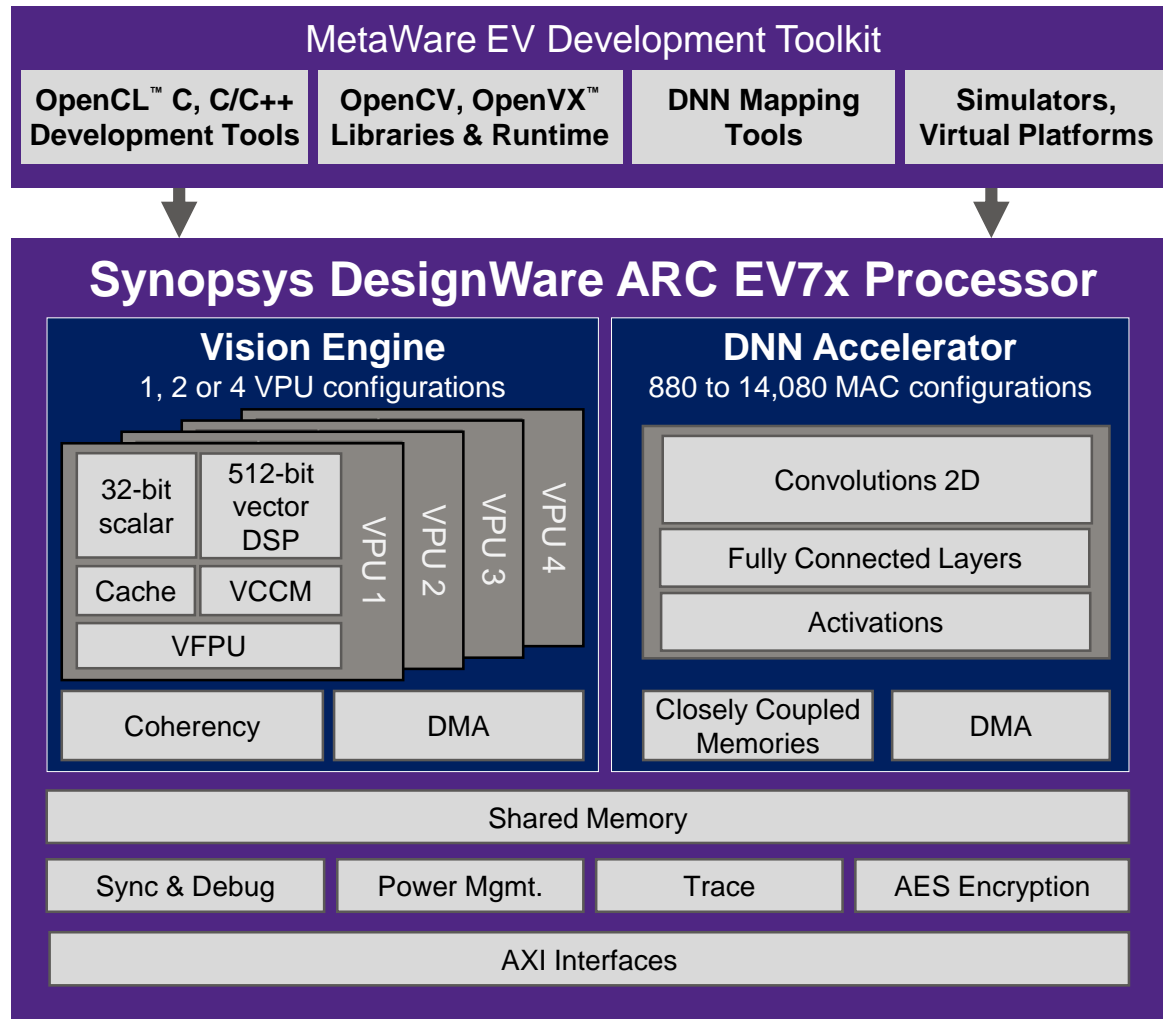 MetaWare EV Development Toolkit
OpenCL™ C, C/C++
Development Tools
OpenCV, OpenVX™
Libraries & Runtime
DNN Mapping
Tools
Simulators,
Virtual Platforms
Synopsys DesignWare ARC EV7x Processor
Vision Engine
1, 2 or 4 VPU configurations
32-bit
scalar
512-bit
vector
DSP
Cache
VCCM
VFPU
VPU 1
VPU 2
VPU 3
VPU 4
Coherency
DMA
DNN Accelerator
880 to 14,080 MAC configurations
Convolutions 2D
Fully Connected Layers
Activations
Closely Coupled
Memories
DMA
Shared Memory
Sync & Debug
Power Mgmt.
Trace
AES Encryption
AXI Interfaces